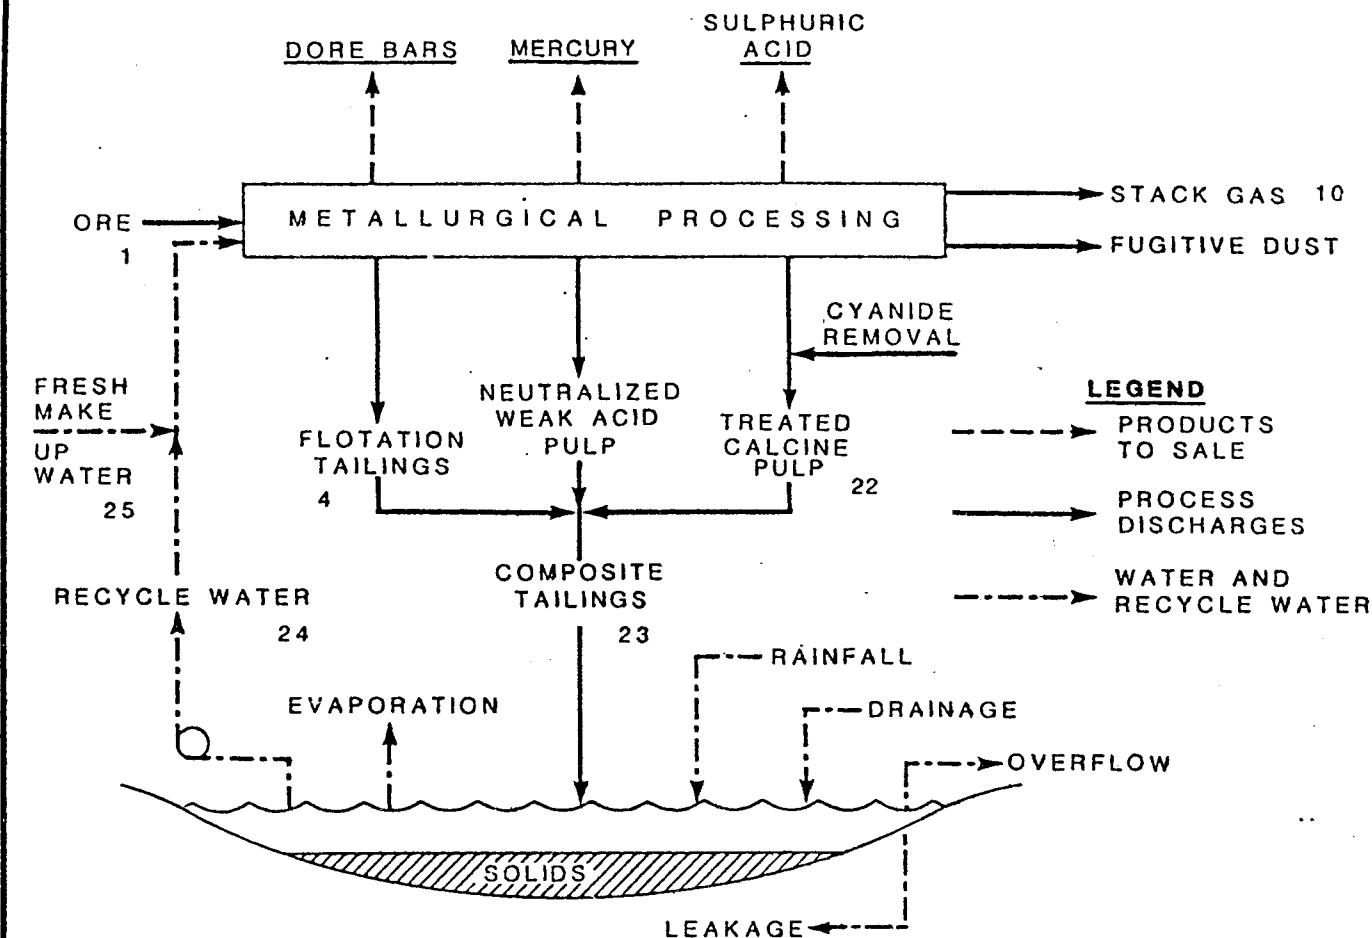 SULPHURIC
ACID
DORE BARS
MERCURY
METALLURGICAL PROCESSING
ORE
1
STACK GAS 10
FUGITIVE DUST
CYANIDE
REMOVAL
FRESH
MAKE
UP
WATER
25
FLOTATION
TAILINGS
4
NEUTRALIZED
WEAK ACID
PULP
TREATED
CALCINE
PULP
22
LEGEND
PRODUCTS
TO SALE
PROCESS
DISCHARGES
WATER AND
RECYCLE WATER
RECYCLE WATER
24
COMPOSITE
TAILINGS
23
RAINFALL
EVAPORATION
DRAINAGE
OVERFLOW
SOLIDS
LEAKAGE